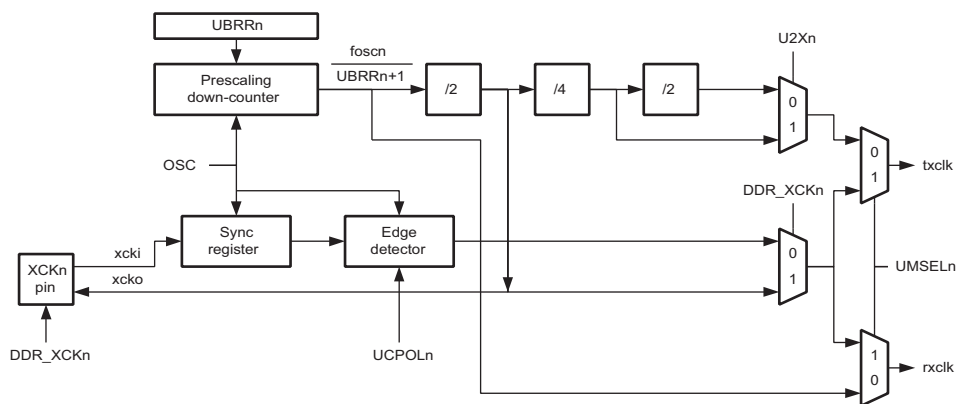 UBRRn
foscn
UBRRn+1
U2Xn
Prescaling
down-counter
/2
/4
/2
0
1
OSC
0
1
txclk
DDR_XCKn
Sync
register
Edge
detector
xcki
xcko
XCKn
pin
0
1
UMSELn
DDR_XCKn
UCPOLn
1
0
rxclk